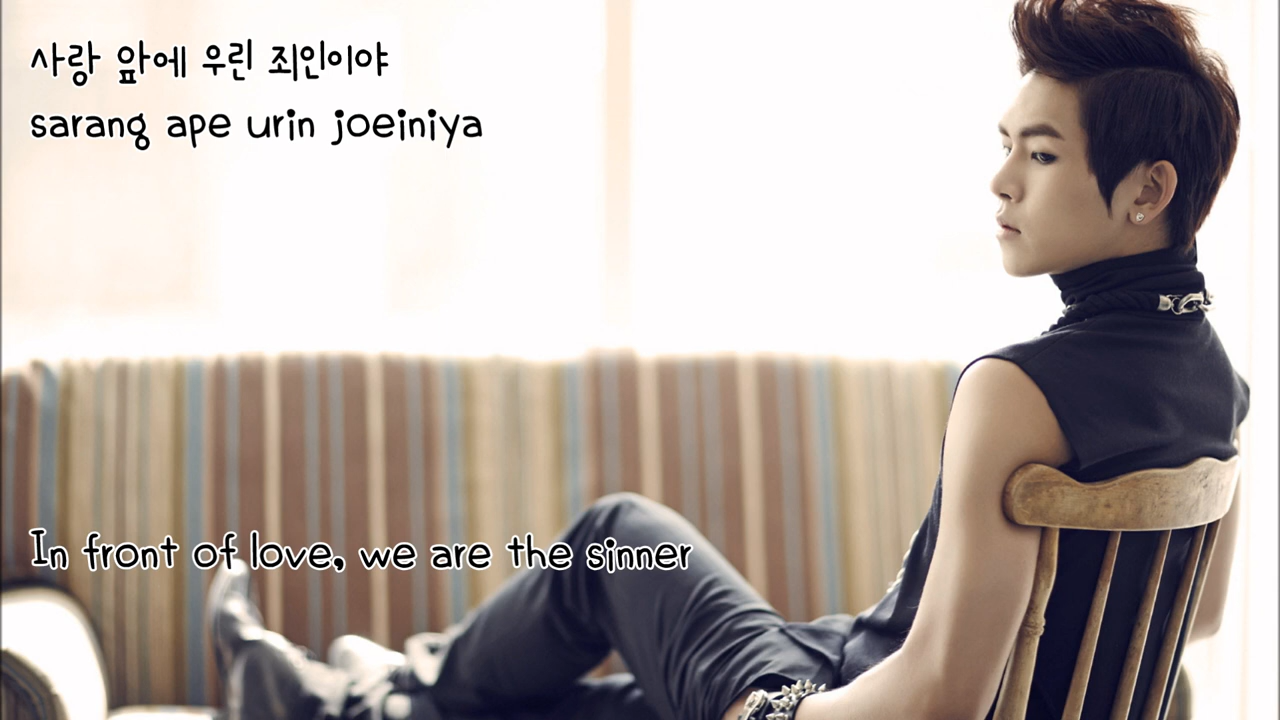 사랑 앞에 우린 죄인이야
sarang ape urin joeiniya
In front of love, we are the sinner